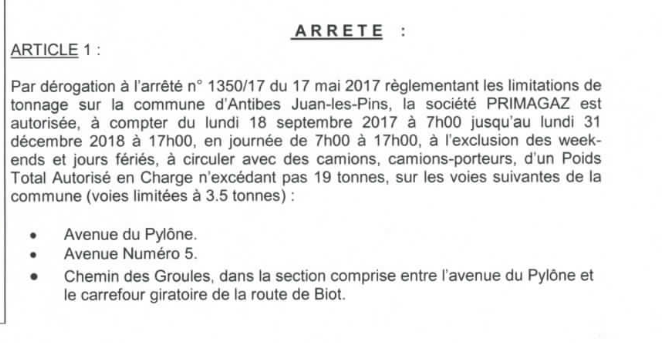 ARRETE :
ARTICLE 1 :
Par dérogation à l'arrêté n° 1350/17 du 17 mai 2017 règlementant les limitations de
tonnage sur la commune d'Antibes Juan-les-Pins, la société PRIMAGAZ est
autorisée, à compter du lundi 18 septembre 2017 à 7h00 jusqu'au lundi 31
décembre 2018 à 17h00, en journée de 7h00 à 17h00, à l'exclusion des week-
ends et jours fériés, à circuler avec des camions, camions-porteurs, d'un Poids
Total Autorisé en Charge n'excédant pas 19 tonnes, sur les voies suivantes de la
commune (voies limitées à 3.5 tonnes) :
• Avenue du Pylône.
• Avenue Numéro 5.
• Chemin des Groules, dans la section comprise entre l'avenue du Pylône et
le carrefour giratoire de la route de Biot.